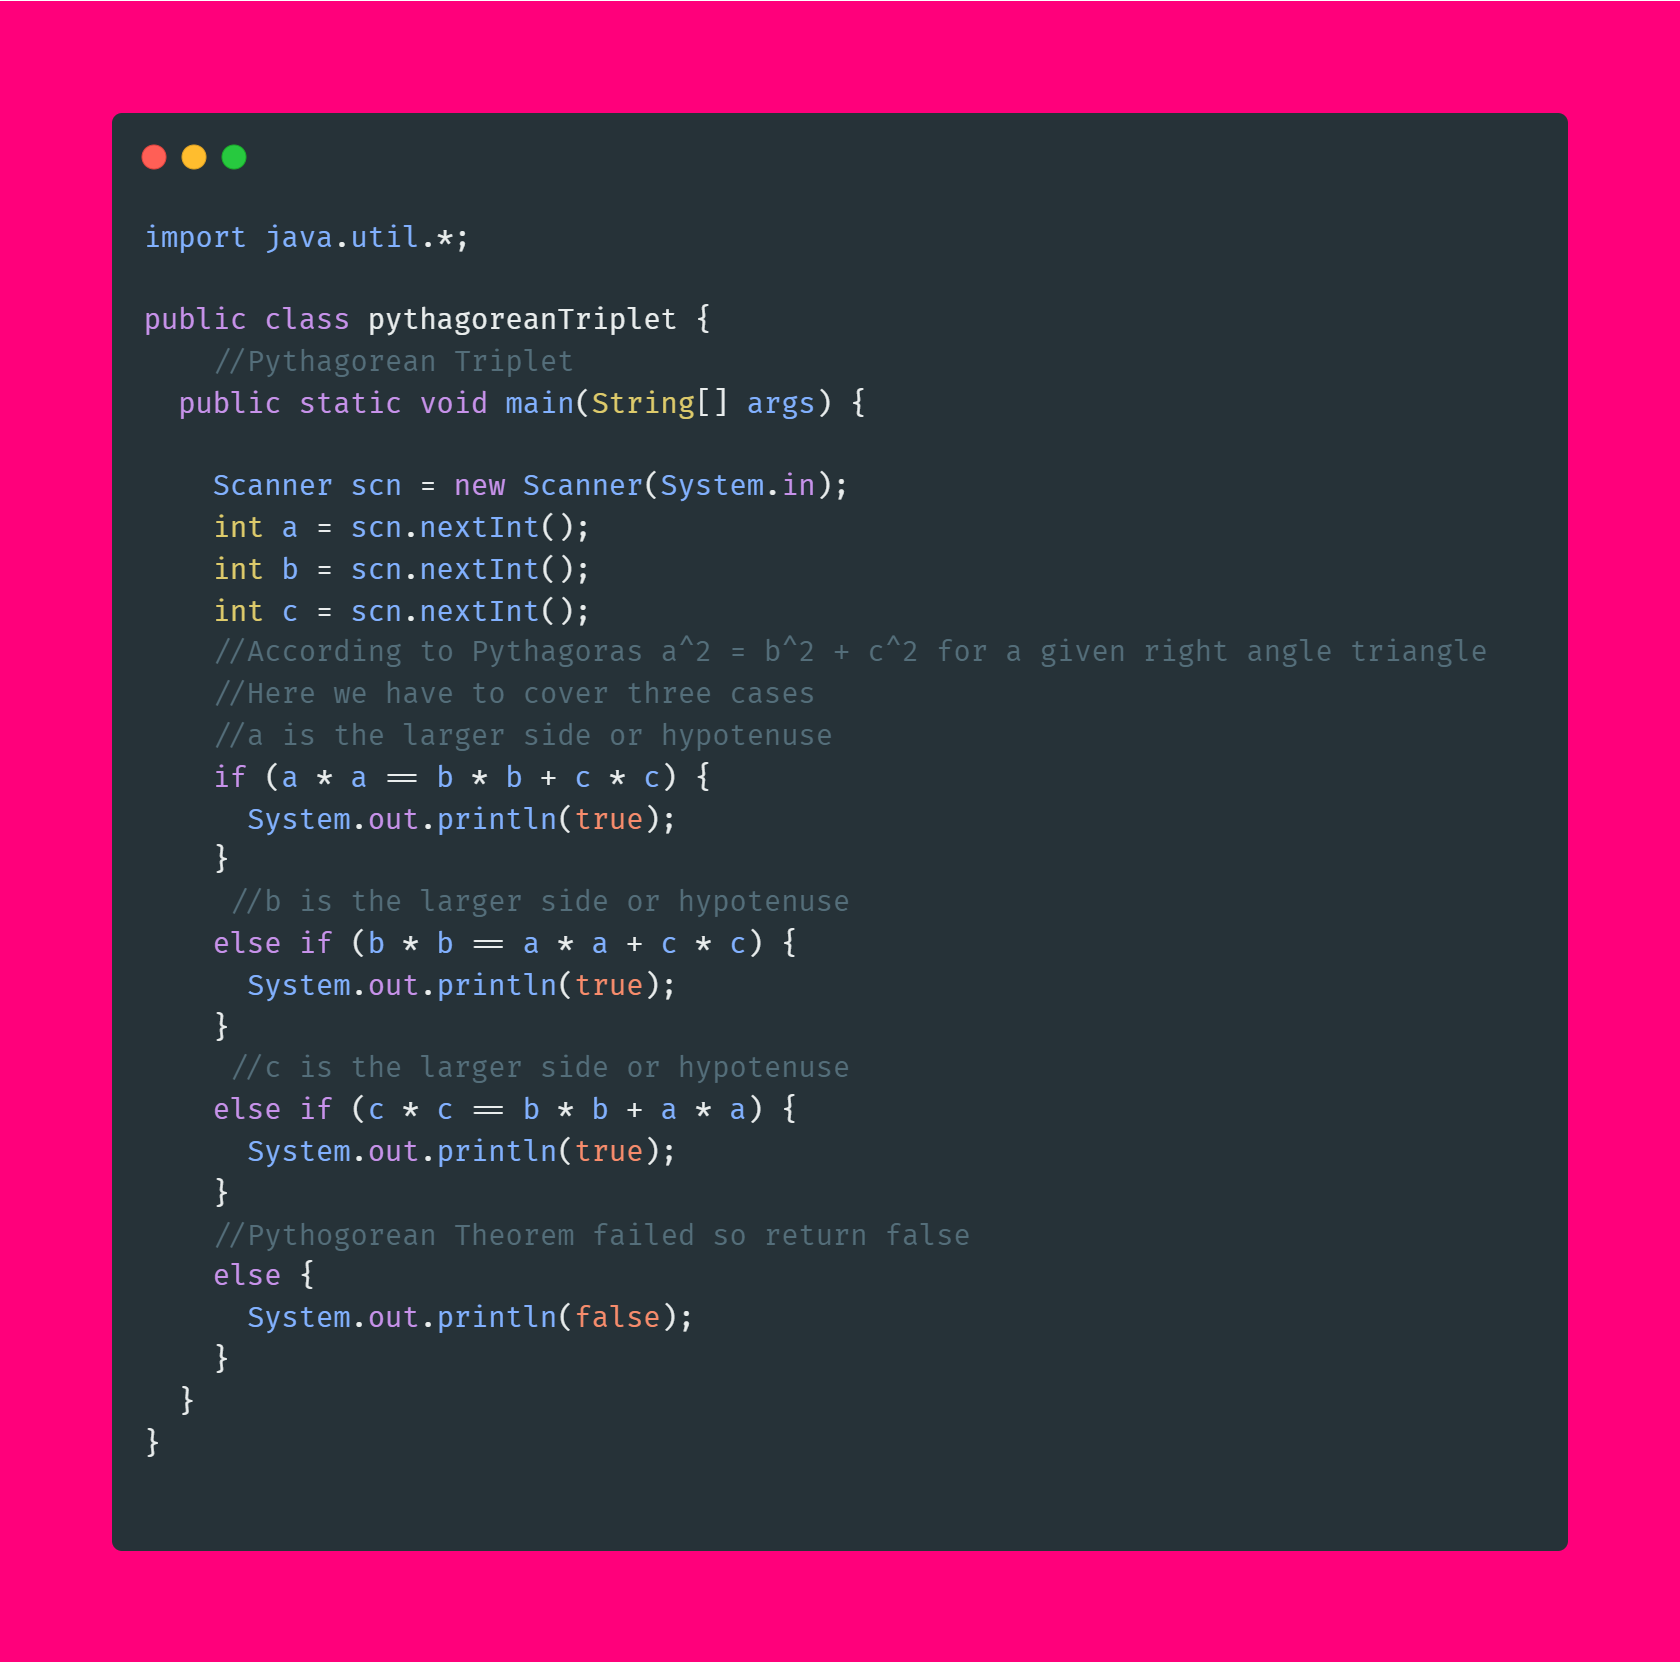 import java.util.*;
public class pythagoreanTriplet {
//Pythagorean Triplet
public static void main(String[] args) {
Scanner scn = new Scanner(System.in);
int a = scn.nextInt();
int b = scn.nextInt();
int c = scn.nextInt();
//According to Pythagoras a^2 = b^2 + c^2 for a given right angle triangle
//Here we have to cover three cases
//a is the larger side or hypotenuse
if (a * a == b * b + c * c) {
System.out.println(true);
}
//b is the larger side or hypotenuse
else if (b * b == a * a + c * c) {
System.out.println(true);
}
//c is the larger side or hypotenuse
else if (c * c == b * b + a * a) {
System.out.println(true);
}
//Pythogorean Theorem failed so return false
else {
System.out.println(false);
}
}
}